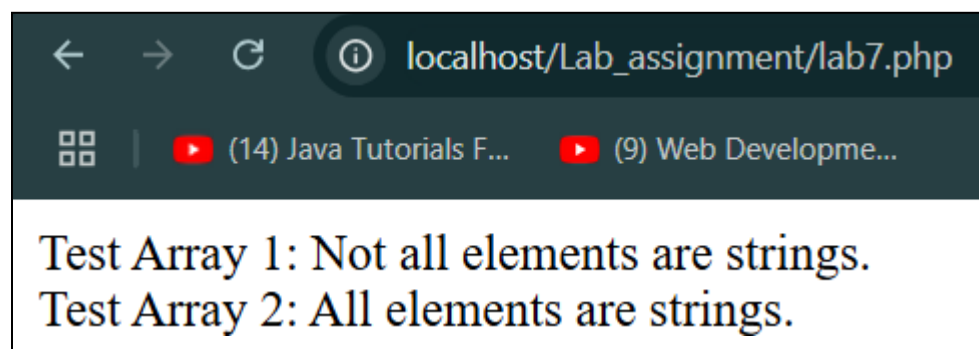 localhost/Lab_assignment/lab7.php
(14) Java Tutorials F... (9) Web Developme...
Test Array 1: Not all elements are strings.
Test Array 2: All elements are strings.